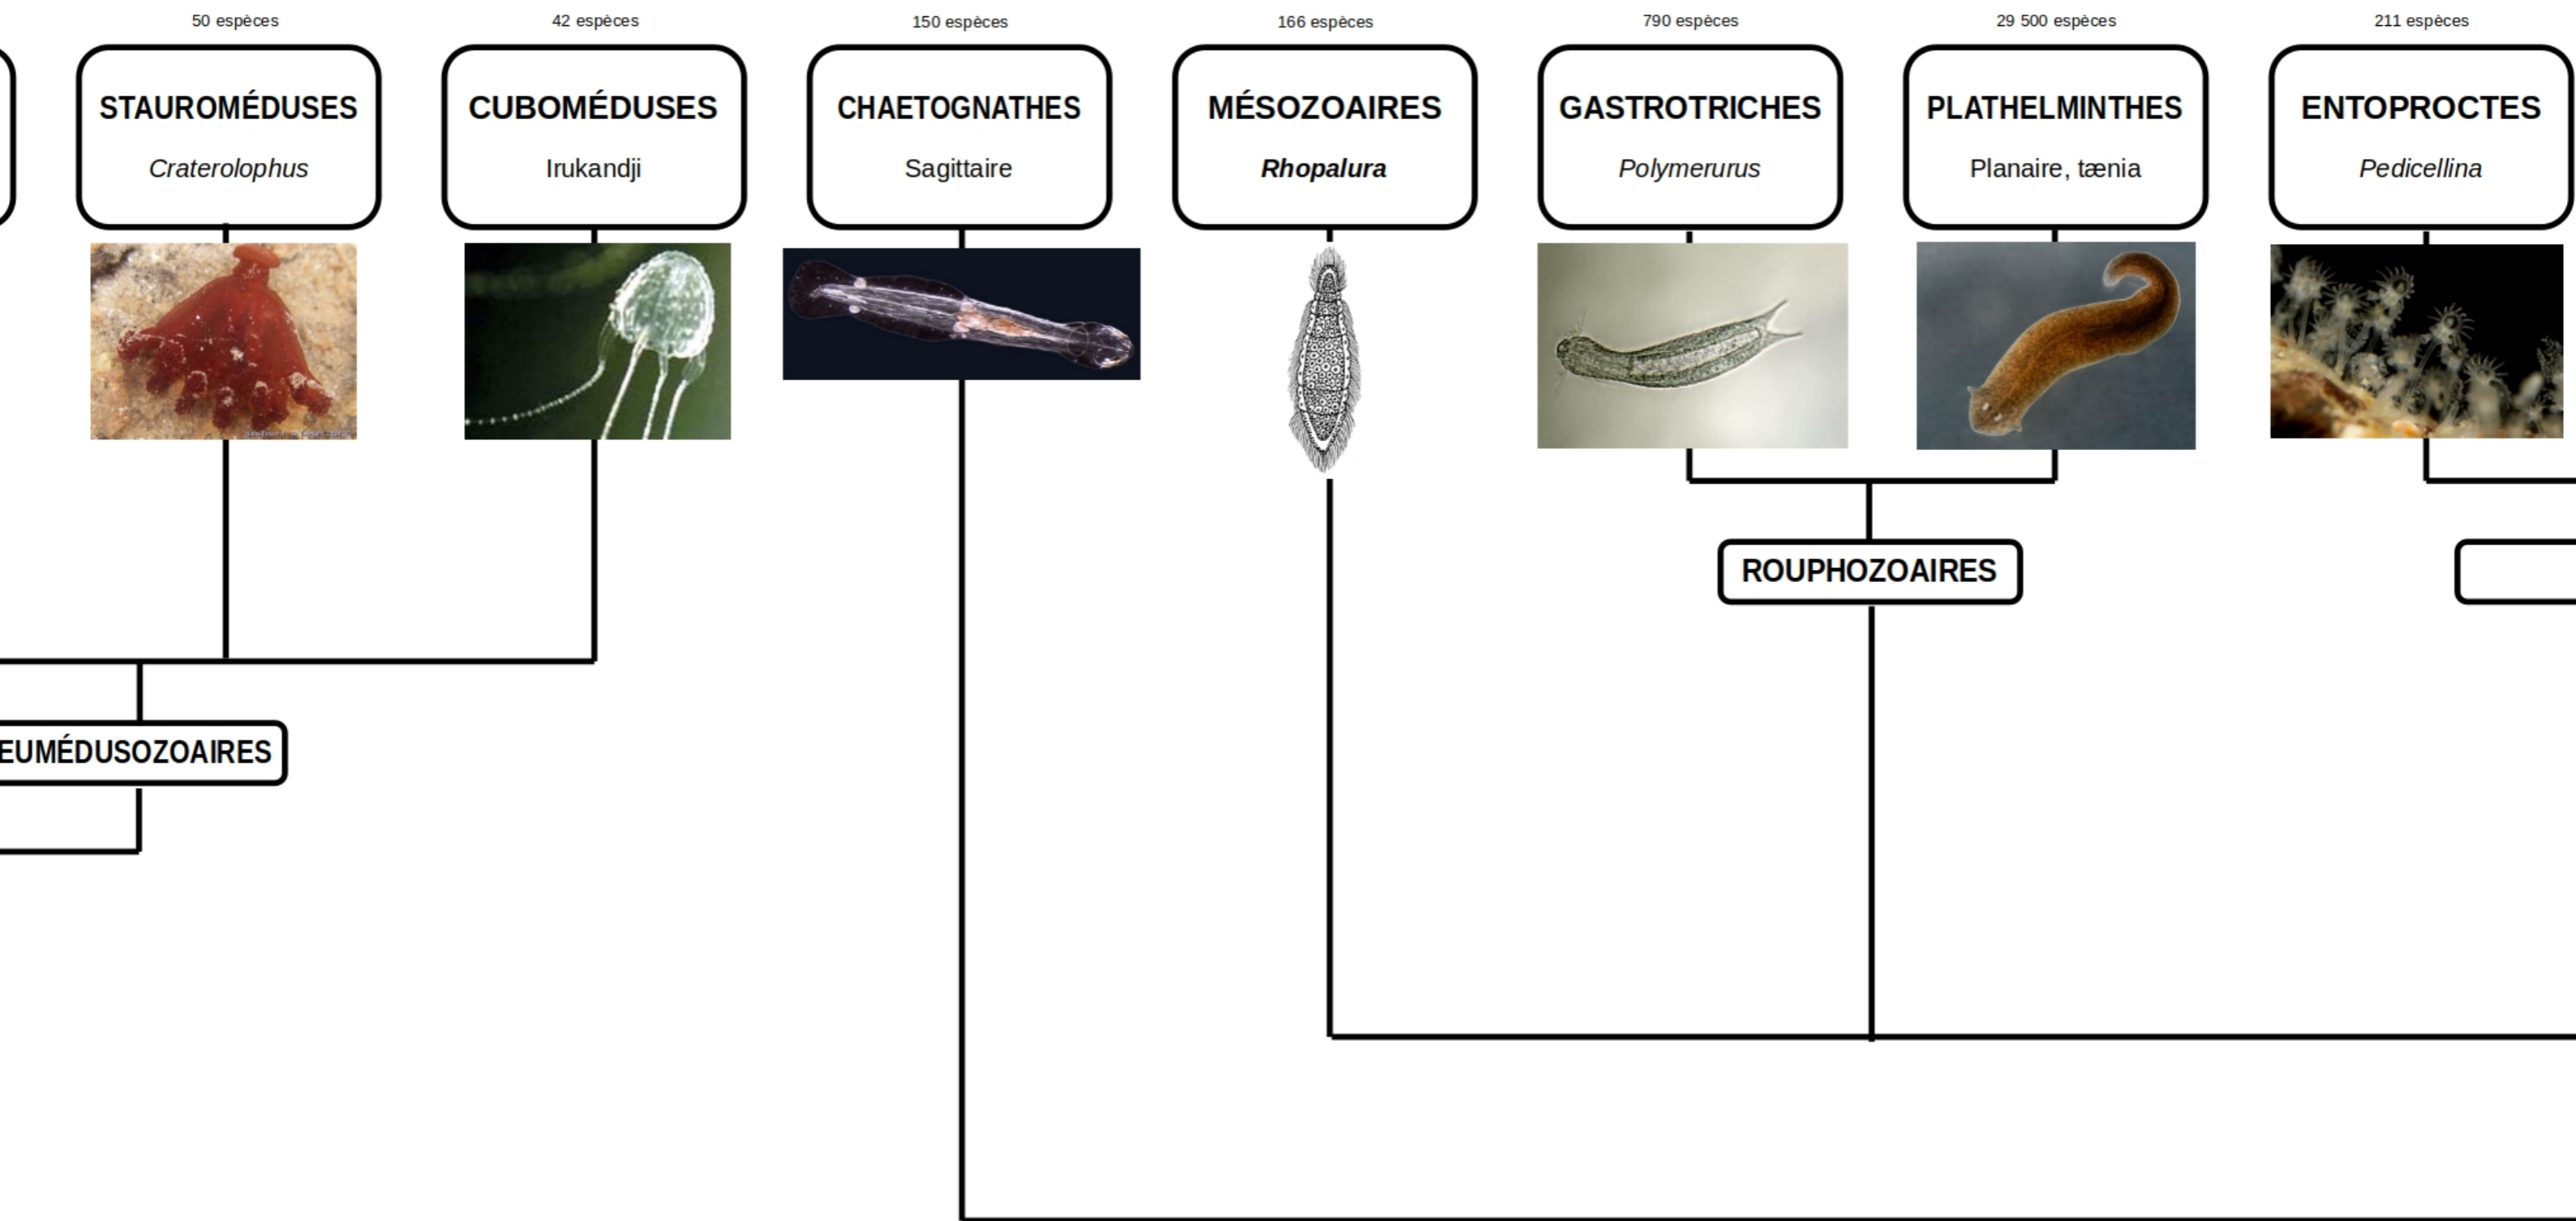 50 espèces
42 espèces
150 espèces
166 espèces
790 espèces
29 500 espèces
211 espèces
STAUROMÉDUSES
CUBOMÉDUSES
CHAETOGNATHES
MÉSOZOAIRES
GASTROTRICHES
PLATHELMINTHES
ENTOPROCTES
Craterolophus
Irukandji
Sagittaire
Rhopalura
Polymerurus
Planaire, tænia
Pedicellina
ROUPHOZOAIRES
EUMÉDUSOZOAIRES